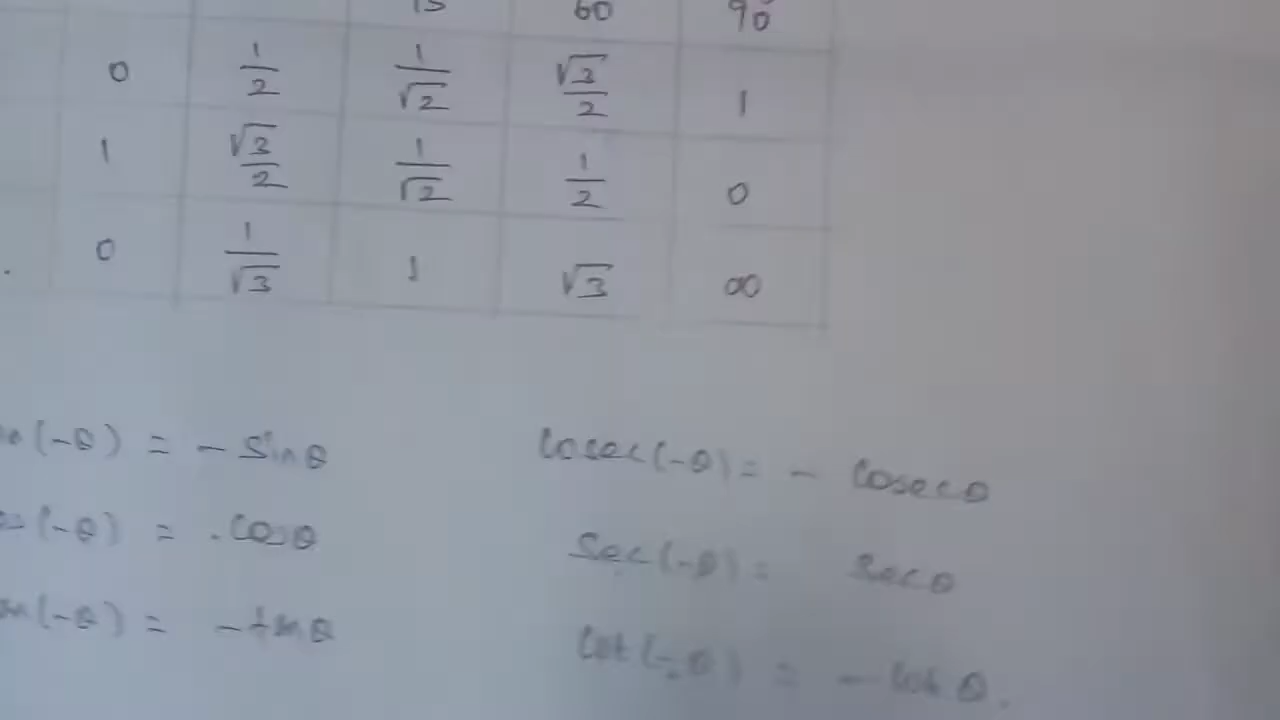 60 90
0 1/2 1/√2 √3/2 1
1 √3/2 1/√2 1/2 0
0 1/√3 1 √3 ∞
(-θ) = - Sinθ
Cosec(-θ) = - Cosecθ
(-θ) = . Cosθ
Sec(-θ) = Secθ
(-θ) = - tanθ
Cot(-θ) = - Cot θ.